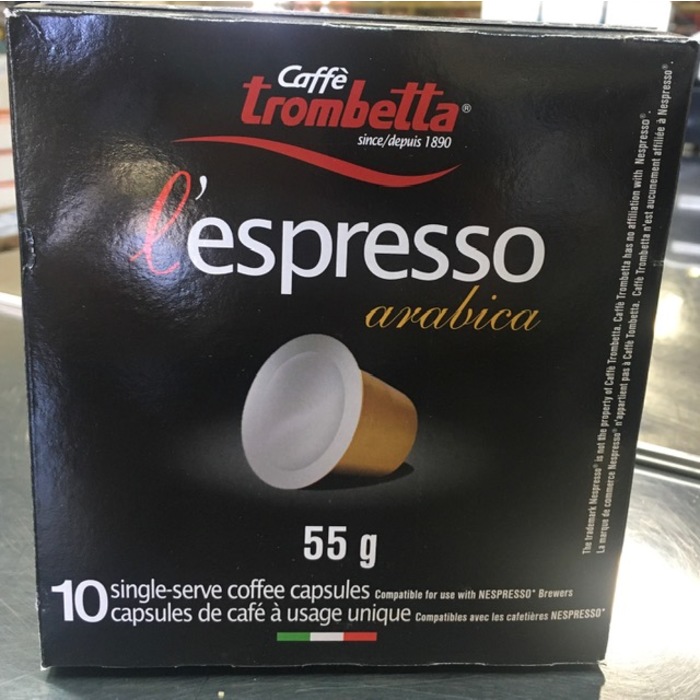 Caffè
trombetta®
since/depuis 1890
l'espresso
arabica
55 g
10 single-serve coffee capsules Compatible for use with NESPRESSO* Brewers
capsules de café à usage unique Compatibles avec les cafetières NESPRESSO*
The trademark Nespresso® is not the property of Caffè Trombetta. Caffè Trombetta has no affiliation with Nespresso®.
La marque de commerce Nespresso® n'appartient pas à Caffè Tombetta. Caffè Trombetta n'est aucunement affiliée à Nespresso®